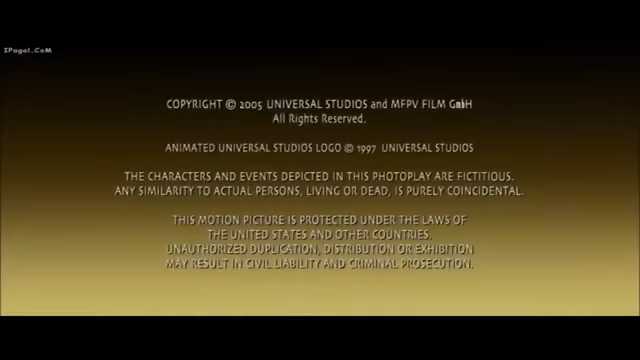 IPagal.CoM
COPYRIGHT © 2005 UNIVERSAL STUDIOS and MFPV FILM GmbH
All Rights Reserved.
ANIMATED UNIVERSAL STUDIOS LOGO © 1997 UNIVERSAL STUDIOS
THE CHARACTERS AND EVENTS DEPICTED IN THIS PHOTOPLAY ARE FICTITIOUS.
ANY SIMILARITY TO ACTUAL PERSONS, LIVING OR DEAD, IS PURELY COINCIDENTAL.
THIS MOTION PICTURE IS PROTECTED UNDER THE LAWS OF
THE UNITED STATES AND OTHER COUNTRIES.
UNAUTHORIZED DUPLICATION, DISTRIBUTION OR EXHIBITION
MAY RESULT IN CIVIL LIABILITY AND CRIMINAL PROSECUTION.